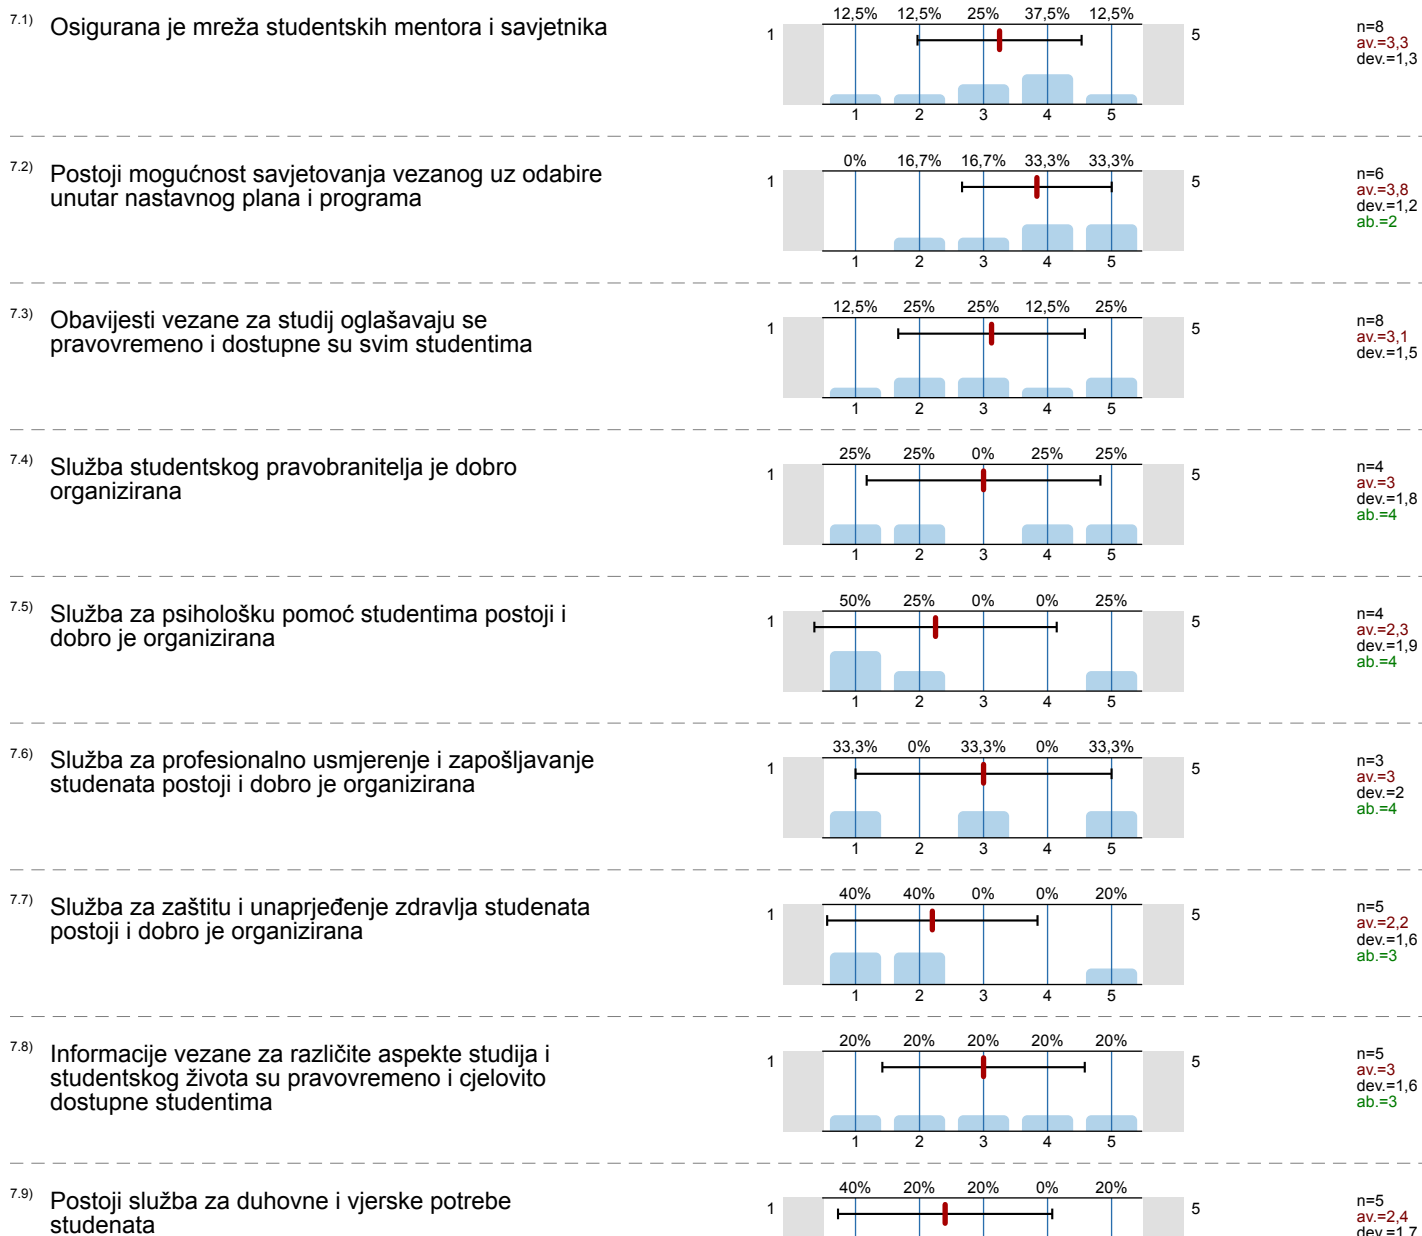 7.1) Osigurana je mreža studentskih mentora i savjetnika
12,5% 12,5% 25% 37,5% 12,5%
1 5
1 2 3 4 5
n=8
av.=3,3
dev.=1,3
7.2) Postoji mogućnost savjetovanja vezanog uz odabire
unutar nastavnog plana i programa
0% 16,7% 16,7% 33,3% 33,3%
1 5
1 2 3 4 5
n=6
av.=3,8
dev.=1,2
ab.=2
7.3) Obavijesti vezane za studij oglašavaju se
pravovremeno i dostupne su svim studentima
12,5% 25% 25% 12,5% 25%
1 5
1 2 3 4 5
n=8
av.=3,1
dev.=1,5
7.4) Služba studentskog pravobranitelja je dobro
organizirana
25% 25% 0% 25% 25%
1 5
1 2 3 4 5
n=4
av.=3
dev.=1,8
ab.=4
7.5) Služba za psihološku pomoć studentima postoji i
dobro je organizirana
50% 25% 0% 0% 25%
1 5
1 2 3 4 5
n=4
av.=2,3
dev.=1,9
ab.=4
7.6) Služba za profesionalno usmjerenje i zapošljavanje
studenata postoji i dobro je organizirana
33,3% 0% 33,3% 0% 33,3%
1 5
1 2 3 4 5
n=3
av.=3
dev.=2
ab.=4
7.7) Služba za zaštitu i unaprjeđenje zdravlja studenata
postoji i dobro je organizirana
40% 40% 0% 0% 20%
1 5
1 2 3 4 5
n=5
av.=2,2
dev.=1,6
ab.=3
7.8) Informacije vezane za različite aspekte studija i
studentskog života su pravovremeno i cjelovito
dostupne studentima
20% 20% 20% 20% 20%
1 5
1 2 3 4 5
n=5
av.=3
dev.=1,6
ab.=3
7.9) Postoji služba za duhovne i vjerske potrebe
studenata
40% 20% 20% 0% 20%
1 5
n=5
av.=2,4
dev.=1,7